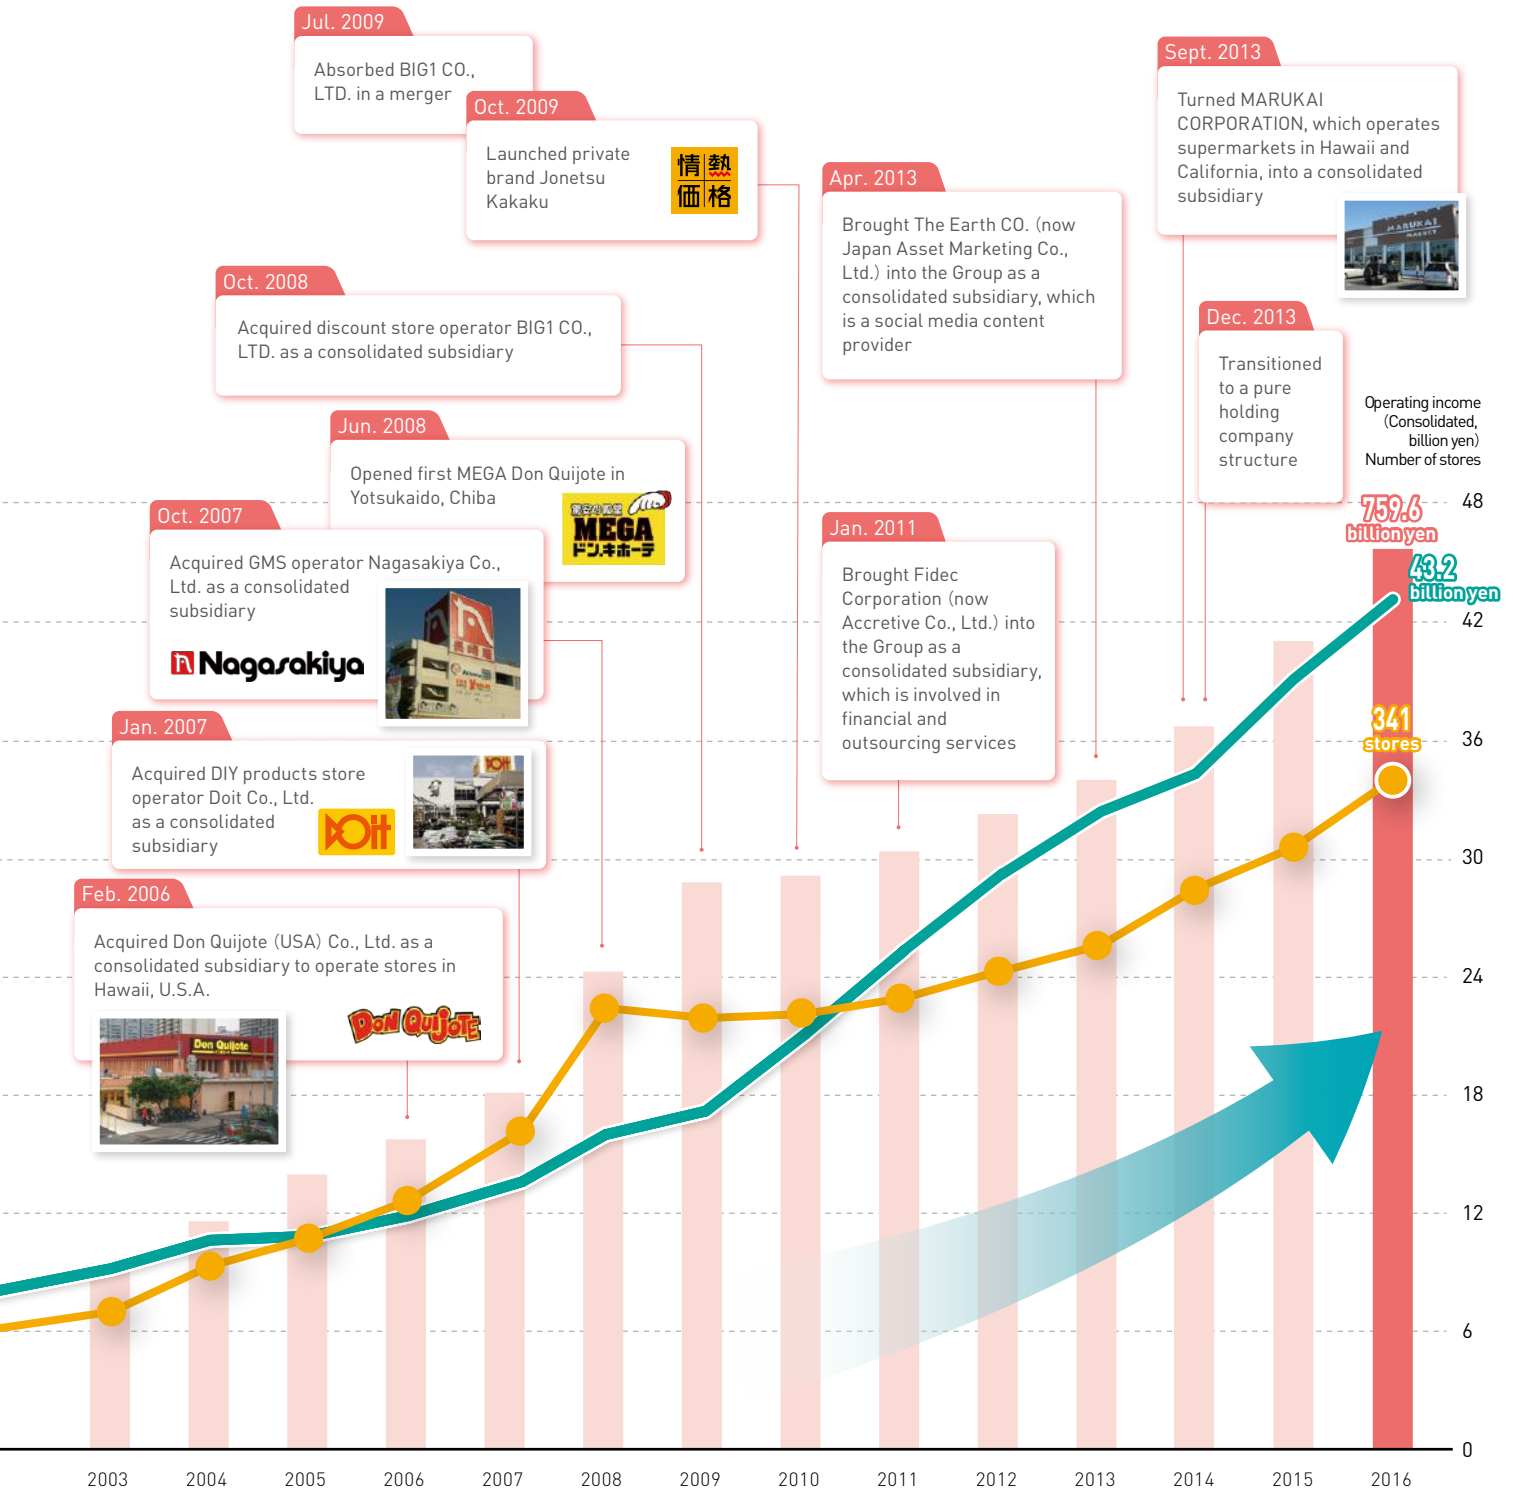 Jul. 2009
Absorbed BIG1 CO.,
LTD. in a merger
Oct. 2009
Launched private
brand Jonetsu
Kakaku
情熱
価格
Sept. 2013
Turned MARUKAI
CORPORATION, which operates
supermarkets in Hawaii and
California, into a consolidated
subsidiary
MARUKAI
MARKET
Apr. 2013
Brought The Earth CO. (now
Japan Asset Marketing Co.,
Ltd.) into the Group as a
consolidated subsidiary, which
is a social media content
provider
Oct. 2008
Acquired discount store operator BIG1 CO.,
LTD. as a consolidated subsidiary
Dec. 2013
Transitioned
to a pure
holding
company
structure
Operating income
(Consolidated,
billion yen)
Number of stores
Jun. 2008
Opened first MEGA Don Quijote in
Yotsukaido, Chiba
MEGA
ドン.キホーテ
Oct. 2007
Acquired GMS operator Nagasakiya Co.,
Ltd. as a consolidated
subsidiary
Nagasakiya
長崎屋
Jan. 2011
Brought Fidec
Corporation (now
Accretive Co., Ltd.) into
the Group as a
consolidated subsidiary,
which is involved in
financial and
outsourcing services
Jan. 2007
Acquired DIY products store
operator Doit Co., Ltd.
as a consolidated
subsidiary
Doit
Doit
Feb. 2006
Acquired Don Quijote (USA) Co., Ltd. as a
consolidated subsidiary to operate stores in
Hawaii, U.S.A.
Don Quijote
Don Quijote
759.6
billion yen
43.2
billion yen
341
stores
48
42
36
30
24
18
12
6
0
2003 2004 2005 2006 2007 2008 2009 2010 2011 2012 2013 2014 2015 2016